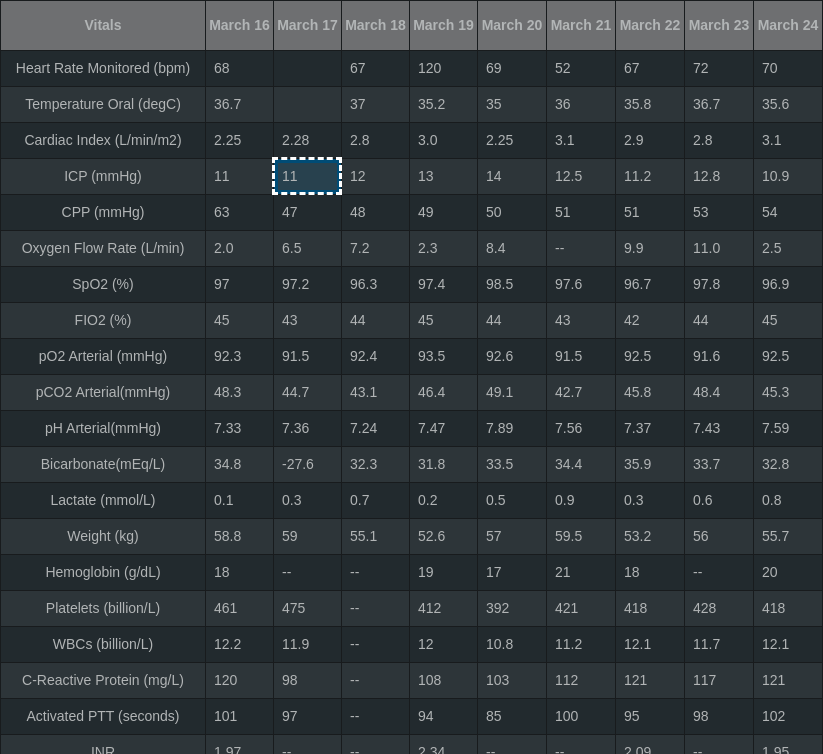 Vitals March 16 March 17 March 18 March 19 March 20 March 21 March 22 March 23 March 24
Heart Rate Monitored (bpm) 68 67 120 69 52 67 72 70
Temperature Oral (degC) 36.7 37 35.2 35 36 35.8 36.7 35.6
Cardiac Index (L/min/m2) 2.25 2.28 2.8 3.0 2.25 3.1 2.9 2.8 3.1
ICP (mmHg) 11 11 12 13 14 12.5 11.2 12.8 10.9
CPP (mmHg) 63 47 48 49 50 51 51 53 54
Oxygen Flow Rate (L/min) 2.0 6.5 7.2 2.3 8.4 -- 9.9 11.0 2.5
SpO2 (%) 97 97.2 96.3 97.4 98.5 97.6 96.7 97.8 96.9
FIO2 (%) 45 43 44 45 44 43 42 44 45
pO2 Arterial (mmHg) 92.3 91.5 92.4 93.5 92.6 91.5 92.5 91.6 92.5
pCO2 Arterial(mmHg) 48.3 44.7 43.1 46.4 49.1 42.7 45.8 48.4 45.3
pH Arterial(mmHg) 7.33 7.36 7.24 7.47 7.89 7.56 7.37 7.43 7.59
Bicarbonate(mEq/L) 34.8 -27.6 32.3 31.8 33.5 34.4 35.9 33.7 32.8
Lactate (mmol/L) 0.1 0.3 0.7 0.2 0.5 0.9 0.3 0.6 0.8
Weight (kg) 58.8 59 55.1 52.6 57 59.5 53.2 56 55.7
Hemoglobin (g/dL) 18 -- -- 19 17 21 18 -- 20
Platelets (billion/L) 461 475 -- 412 392 421 418 428 418
WBCs (billion/L) 12.2 11.9 -- 12 10.8 11.2 12.1 11.7 12.1
C-Reactive Protein (mg/L) 120 98 -- 108 103 112 121 117 121
Activated PTT (seconds) 101 97 -- 94 85 100 95 98 102
INR 1.97 -- -- 2.34 -- -- 2.09 -- 1.95